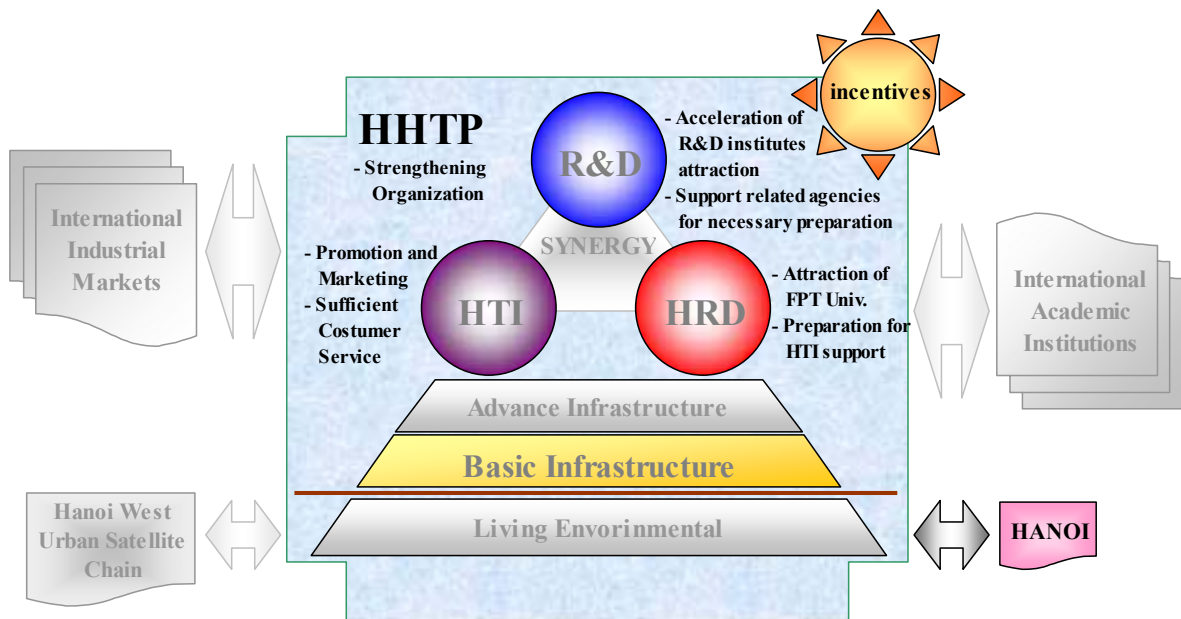 incentives
HHTP
- Strengthening
Organization
R&D
- Acceleration of
R&D institutes
attraction
- Support related agencies
for necessary preparation
International
Industrial
Markets
SYNERGY
- Promotion and
Marketing
- Sufficient
Costumer
Service
HTI
HRD
- Attraction of
FPT Univ.
- Preparation for
HTI support
International
Academic
Institutions
Advance Infrastructure
Basic Infrastructure
Living Envorinmental
Hanoi West
Urban Satellite
Chain
HANOI